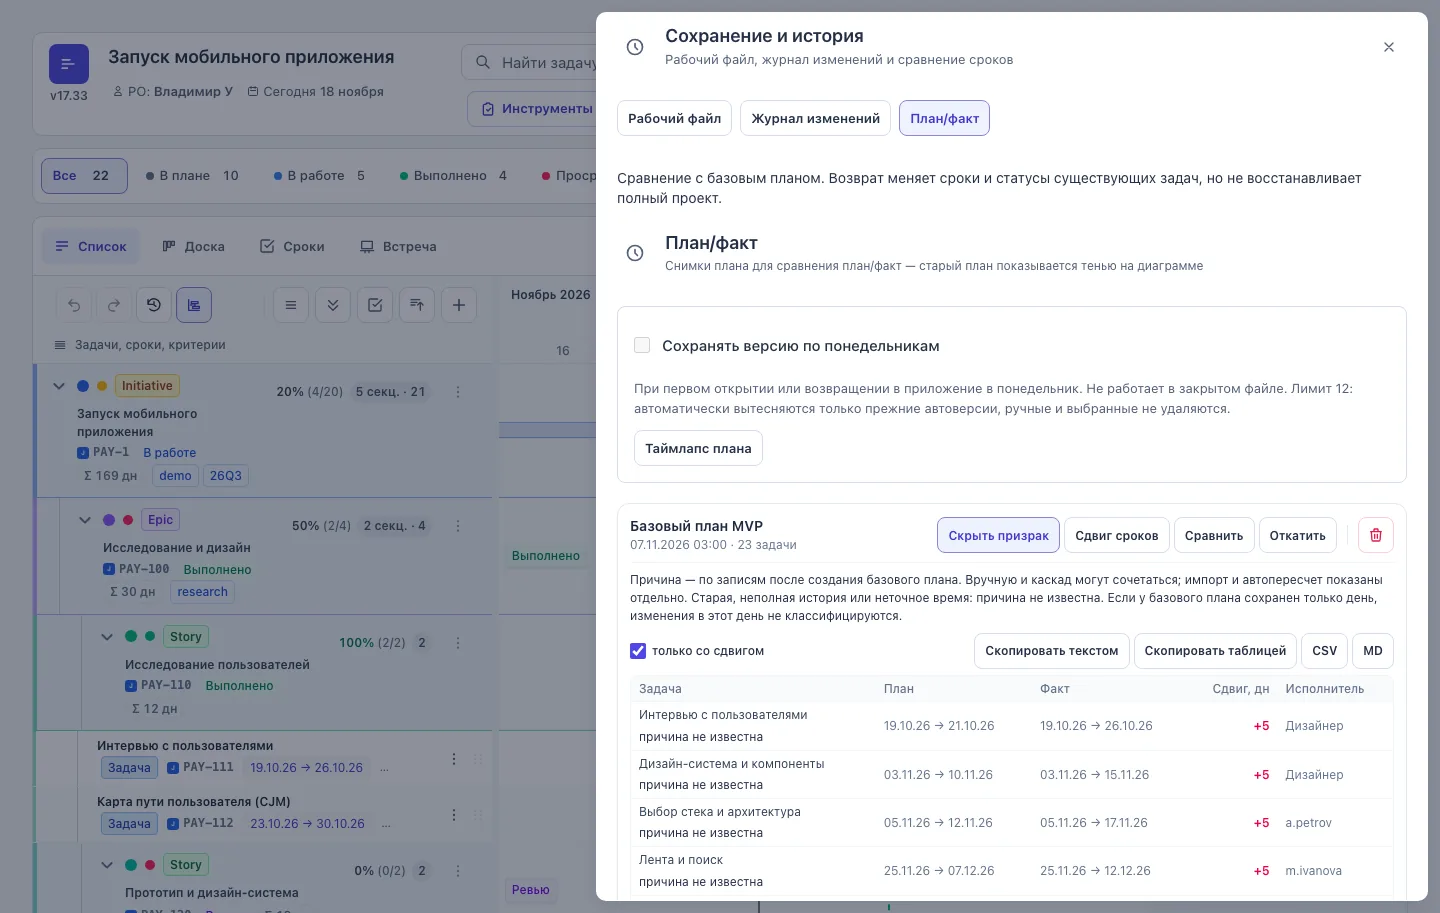 Запуск мобильного приложения
v17.33
PO: Владимир У
Сегодня 18 ноября
Найти задачу
Инструменты
Все 22
В плане 10
В работе 5
Выполнено 4
Список
Доска
Сроки
Встреча
Ноябрь 2026
Задачи, сроки, критерии
16
Initiative
20% (4/20)
5 секц. · 21
Запуск мобильного
приложения
PAY-1 В работе
Σ 169 дн demo 26Q3
Epic
50% (2/4)
2 секц. · 4
Исследование и дизайн
PAY-100 Выполнено
Σ 30 дн research
Выполнено
Story
100% (2/2)
2
Исследование пользователей
PAY-110 Выполнено
Σ 12 дн
Интервью с пользователями
Задача PAY-111 19.10.26 → 26.10.26 ...
Карта пути пользователя (CJM)
Задача PAY-112 23.10.26 → 30.10.26 ...
Story
0% (0/2)
2
Прототип и дизайн-система
Ревью
Сохранение и история
Рабочий файл, журнал изменений и сравнение сроков
Рабочий файл
Журнал изменений
План/факт
Сравнение с базовым планом. Возврат меняет сроки и статусы существующих задач, но не восстанавливает
полный проект.
План/факт
Снимки плана для сравнения план/факт — старый план показывается тенью на диаграмме
Сохранять версию по понедельникам
При первом открытии или возвращении в приложение в понедельник. Не работает в закрытом файле. Лимит 12:
автоматически вытесняются только прежние автоверсии, ручные и выбранные не удаляются.
Таймлапс плана
Базовый план MVP
07.11.2026 03:00 · 23 задачи
Скрыть призрак
Сдвиг сроков
Сравнить
Откатить
Причина — по записям после создания базового плана. Вручную и каскад могут сочетаться; импорт и автопересчет показаны
отдельно. Старая, неполная история или неточное время: причина не известна. Если у базового плана сохранен только день,
изменения в этот день не классифицируются.
только со сдвигом
Скопировать текстом
Скопировать таблицей
CSV
MD
Задача План Факт Сдвиг, дн Исполнитель
Интервью с пользователями
причина не известна
19.10.26 → 21.10.26 19.10.26 → 26.10.26 +5 Дизайнер
Дизайн-система и компоненты
причина не известна
03.11.26 → 10.11.26 03.11.26 → 15.11.26 +5 Дизайнер
Выбор стека и архитектура
причина не известна
05.11.26 → 12.11.26 05.11.26 → 17.11.26 +5 a.petrov
Лента и поиск
причина не известна
25.11.26 → 07.12.26 25.11.26 → 12.12.26 +5 m.ivanova